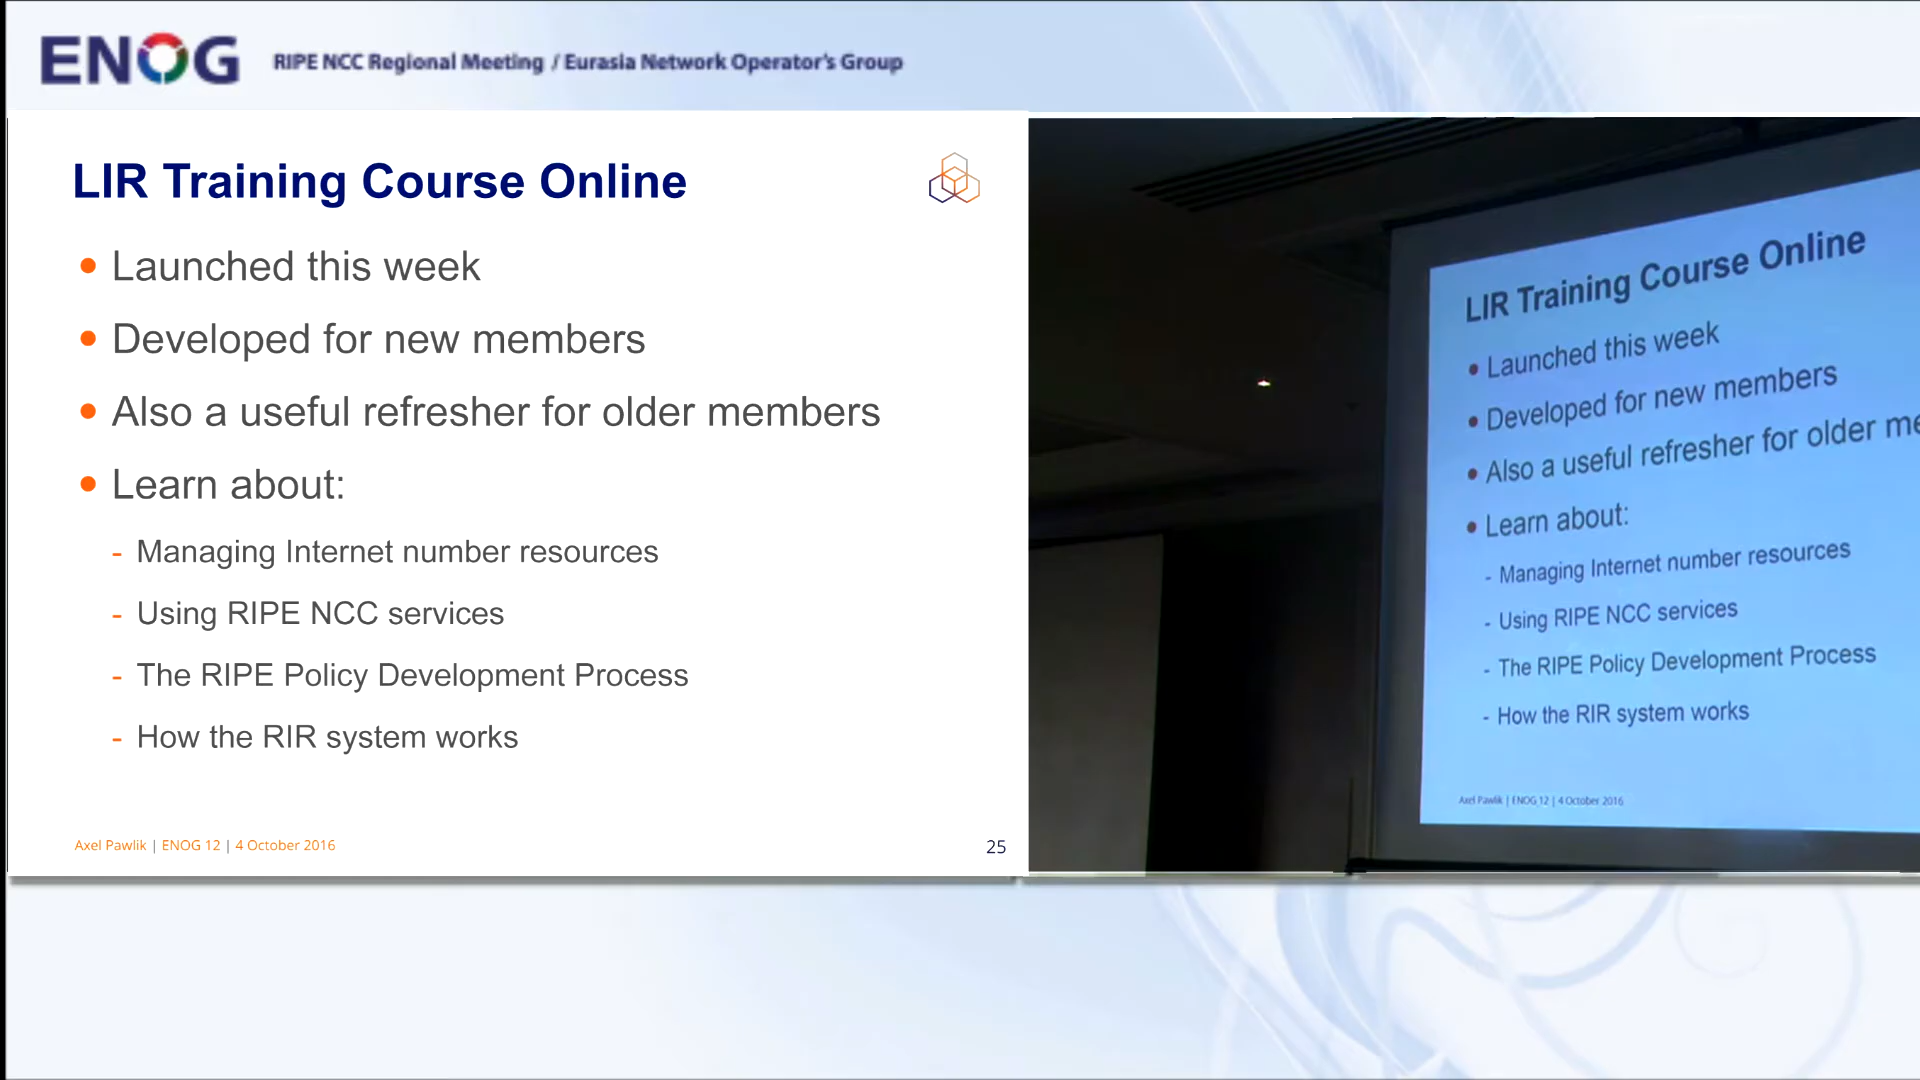 ENOG
RIPE NCC Regional Meeting / Eurasia Network Operator's Group
LIR Training Course Online
• Launched this week
• Developed for new members
• Also a useful refresher for older members
• Learn about:
- Managing Internet number resources
- Using RIPE NCC services
- The RIPE Policy Development Process
- How the RIR system works
Axel Pawlik | ENOG 12 | 4 October 2016
25
LIR Training Course Online
• Launched this week
• Developed for new members
• Also a useful refresher for older me
• Learn about:
- Managing Internet number resources
- Using RIPE NCC services
- The RIPE Policy Development Process
- How the RIR system works
Axel Pawlik | ENOG 12 | 4 October 2016